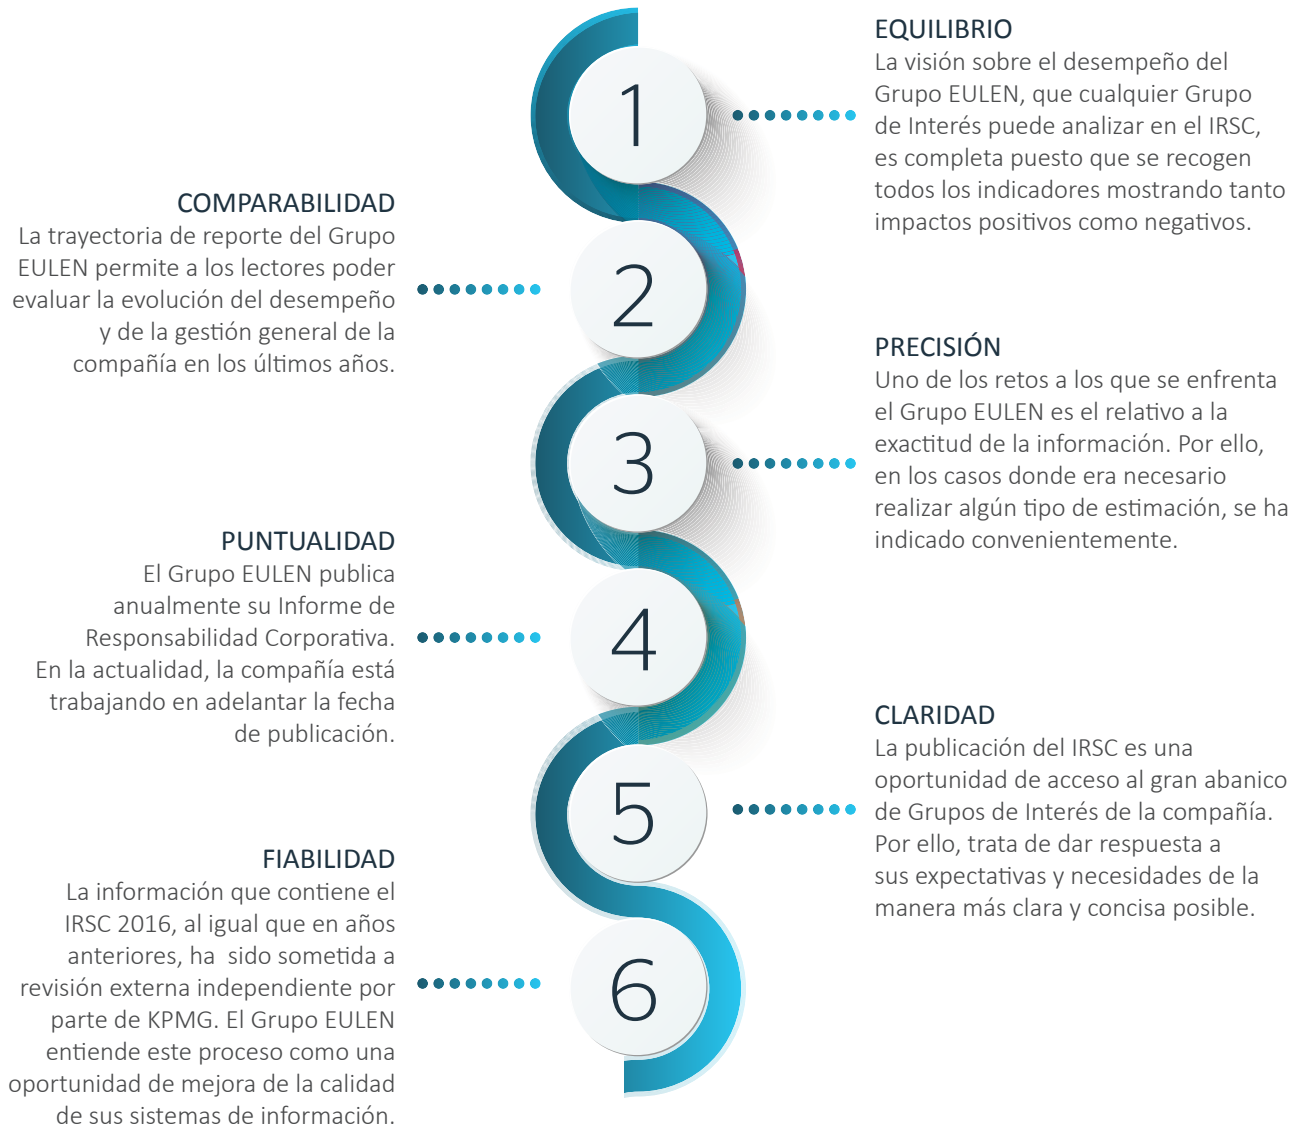 1
EQUILIBRIO
La visión sobre el desempeño del
Grupo EULEN, que cualquier Grupo
de Interés puede analizar en el IRSC,
es completa puesto que se recogen
todos los indicadores mostrando tanto
impactos positivos como negativos.
2
COMPARABILIDAD
La trayectoria de reporte del Grupo
EULEN permite a los lectores poder
evaluar la evolución del desempeño
y de la gestión general de la
compañía en los últimos años.
3
PRECISIÓN
Uno de los retos a los que se enfrenta
el Grupo EULEN es el relativo a la
exactitud de la información. Por ello,
en los casos donde era necesario
realizar algún tipo de estimación, se ha
indicado convenientemente.
4
PUNTUALIDAD
El Grupo EULEN publica
anualmente su Informe de
Responsabilidad Corporativa.
En la actualidad, la compañía está
trabajando en adelantar la fecha
de publicación.
5
CLARIDAD
La publicación del IRSC es una
oportunidad de acceso al gran abanico
de Grupos de Interés de la compañía.
Por ello, trata de dar respuesta a
sus expectativas y necesidades de la
manera más clara y concisa posible.
6
FIABILIDAD
La información que contiene el
IRSC 2016, al igual que en años
anteriores, ha  sido sometida a
revisión externa independiente por
parte de KPMG. El Grupo EULEN
entiende este proceso como una
oportunidad de mejora de la calidad
de sus sistemas de información.